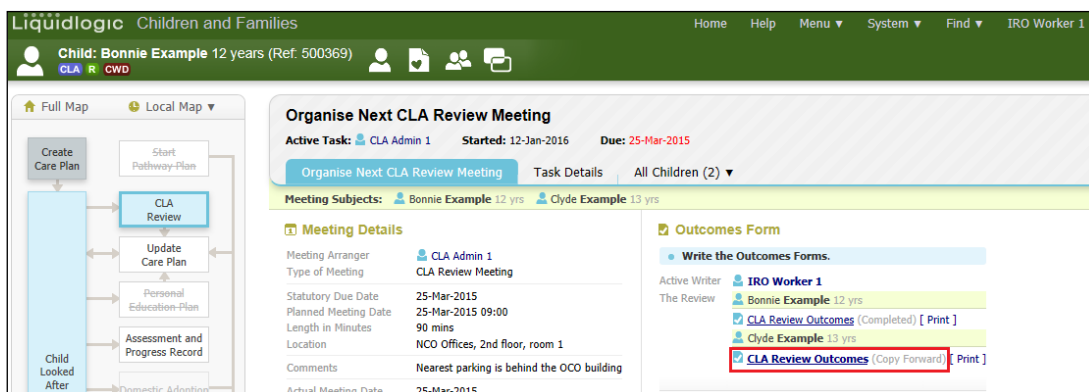 Liquidlogic Children and Families
Home Help Menu ▼ System ▼ Find ▼ IRO Worker 1
Child: Bonnie Example 12 years (Ref: 500369)
CLA R CWD
Full Map Local Map ▼
Create
Care Plan
Start
Pathway Plan
CLA
Review
Update
Care Plan
Personal
Education Plan
Assessment and
Progress Record
Child
Looked
After
Domestic Adoption
Organise Next CLA Review Meeting
Active Task: CLA Admin 1 Started: 12-Jan-2016 Due: 25-Mar-2015
Organise Next CLA Review Meeting Task Details All Children (2) ▼
Meeting Subjects: Bonnie Example 12 yrs Clyde Example 13 yrs
Meeting Details
Meeting Arranger CLA Admin 1
Type of Meeting CLA Review Meeting
Statutory Due Date 25-Mar-2015
Planned Meeting Date 25-Mar-2015 09:00
Length in Minutes 90 mins
Location NCO Offices, 2nd floor, room 1
Comments Nearest parking is behind the OCO building
Actual Meeting Date 25-Mar-2015
Outcomes Form
Write the Outcomes Forms.
Active Writer IRO Worker 1
The Review Bonnie Example 12 yrs
CLA Review Outcomes (Completed) [ Print ]
Clyde Example 13 yrs
CLA Review Outcomes (Copy Forward) [ Print ]